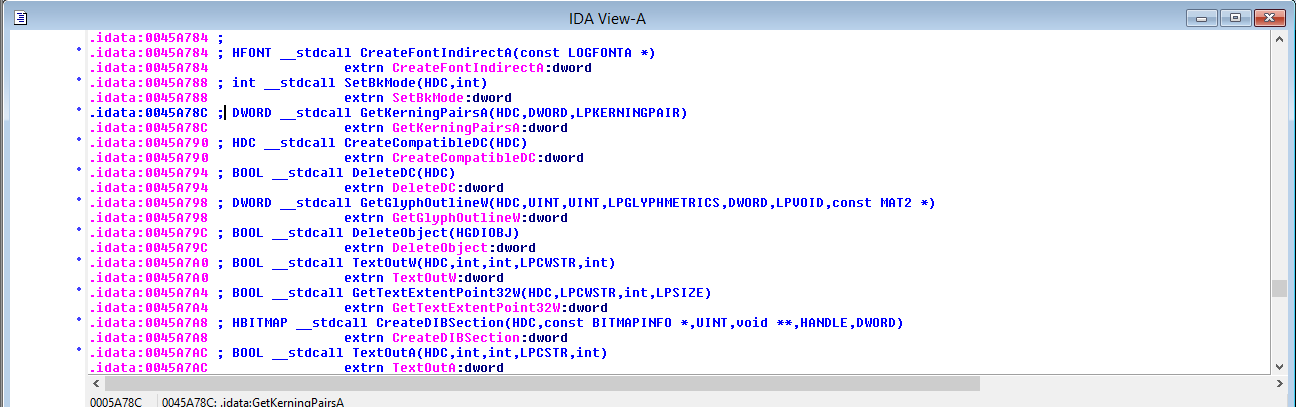 IDA View-A
.idata:0045A784 ;
.idata:0045A784 ; HFONT __stdcall CreateFontIndirectA(const LOGFONTA *)
.idata:0045A784 extrn CreateFontIndirectA:dword
.idata:0045A788 ; int __stdcall SetBkMode(HDC,int)
.idata:0045A788 extrn SetBkMode:dword
.idata:0045A78C ; DWORD __stdcall GetKerningPairsA(HDC,DWORD,LPKERNINGPAIR)
.idata:0045A78C extrn GetKerningPairsA:dword
.idata:0045A790 ; HDC __stdcall CreateCompatibleDC(HDC)
.idata:0045A790 extrn CreateCompatibleDC:dword
.idata:0045A794 ; BOOL __stdcall DeleteDC(HDC)
.idata:0045A794 extrn DeleteDC:dword
.idata:0045A798 ; DWORD __stdcall GetGlyphOutlineW(HDC,UINT,UINT,LPGLYPHMETRICS,DWORD,LPVOID,const MAT2 *)
.idata:0045A798 extrn GetGlyphOutlineW:dword
.idata:0045A79C ; BOOL __stdcall DeleteObject(HGDIOBJ)
.idata:0045A79C extrn DeleteObject:dword
.idata:0045A7A0 ; BOOL __stdcall TextOutW(HDC,int,int,LPCWSTR,int)
.idata:0045A7A0 extrn TextOutW:dword
.idata:0045A7A4 ; BOOL __stdcall GetTextExtentPoint32W(HDC,LPCWSTR,int,LPSIZE)
.idata:0045A7A4 extrn GetTextExtentPoint32W:dword
.idata:0045A7A8 ; HBITMAP __stdcall CreateDIBSection(HDC,const BITMAPINFO *,UINT,void **,HANDLE,DWORD)
.idata:0045A7A8 extrn CreateDIBSection:dword
.idata:0045A7AC ; BOOL __stdcall TextOutA(HDC,int,int,LPCSTR,int)
.idata:0045A7AC extrn TextOutA:dword
0005A78C 0045A78C: .idata:GetKerningPairsA